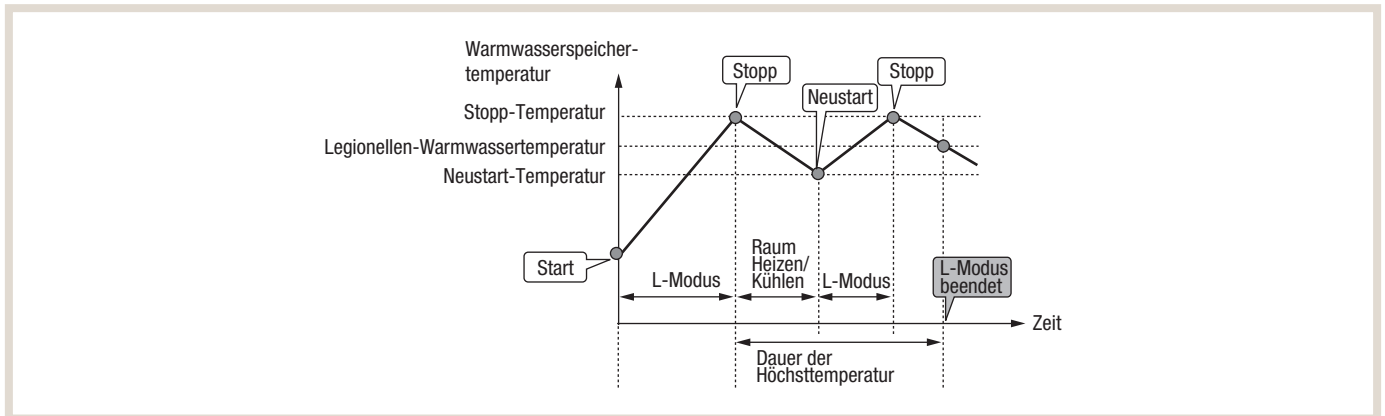 Warmwasserspeicher-
temperatur
Stopp
Stopp
Neustart
Stopp-Temperatur
Legionellen-Warmwassertemperatur
Neustart-Temperatur
Start
L-Modus
Raum
Heizen/
Kühlen
L-Modus
L-Modus
beendet
Zeit
Dauer der
Höchsttemperatur